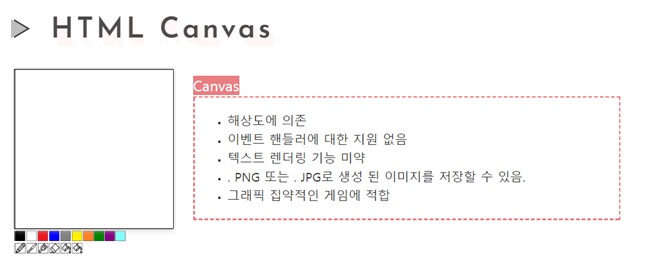 HTML Canvas
Canvas
• 해상도에 의존
• 이벤트 핸들러에 대한 지원 없음
• 텍스트 렌더링 기능 미약
• . PNG 또는 . JPG로 생성 된 이미지를 저장할 수 있음.
• 그래픽 집약적인 게임에 적합